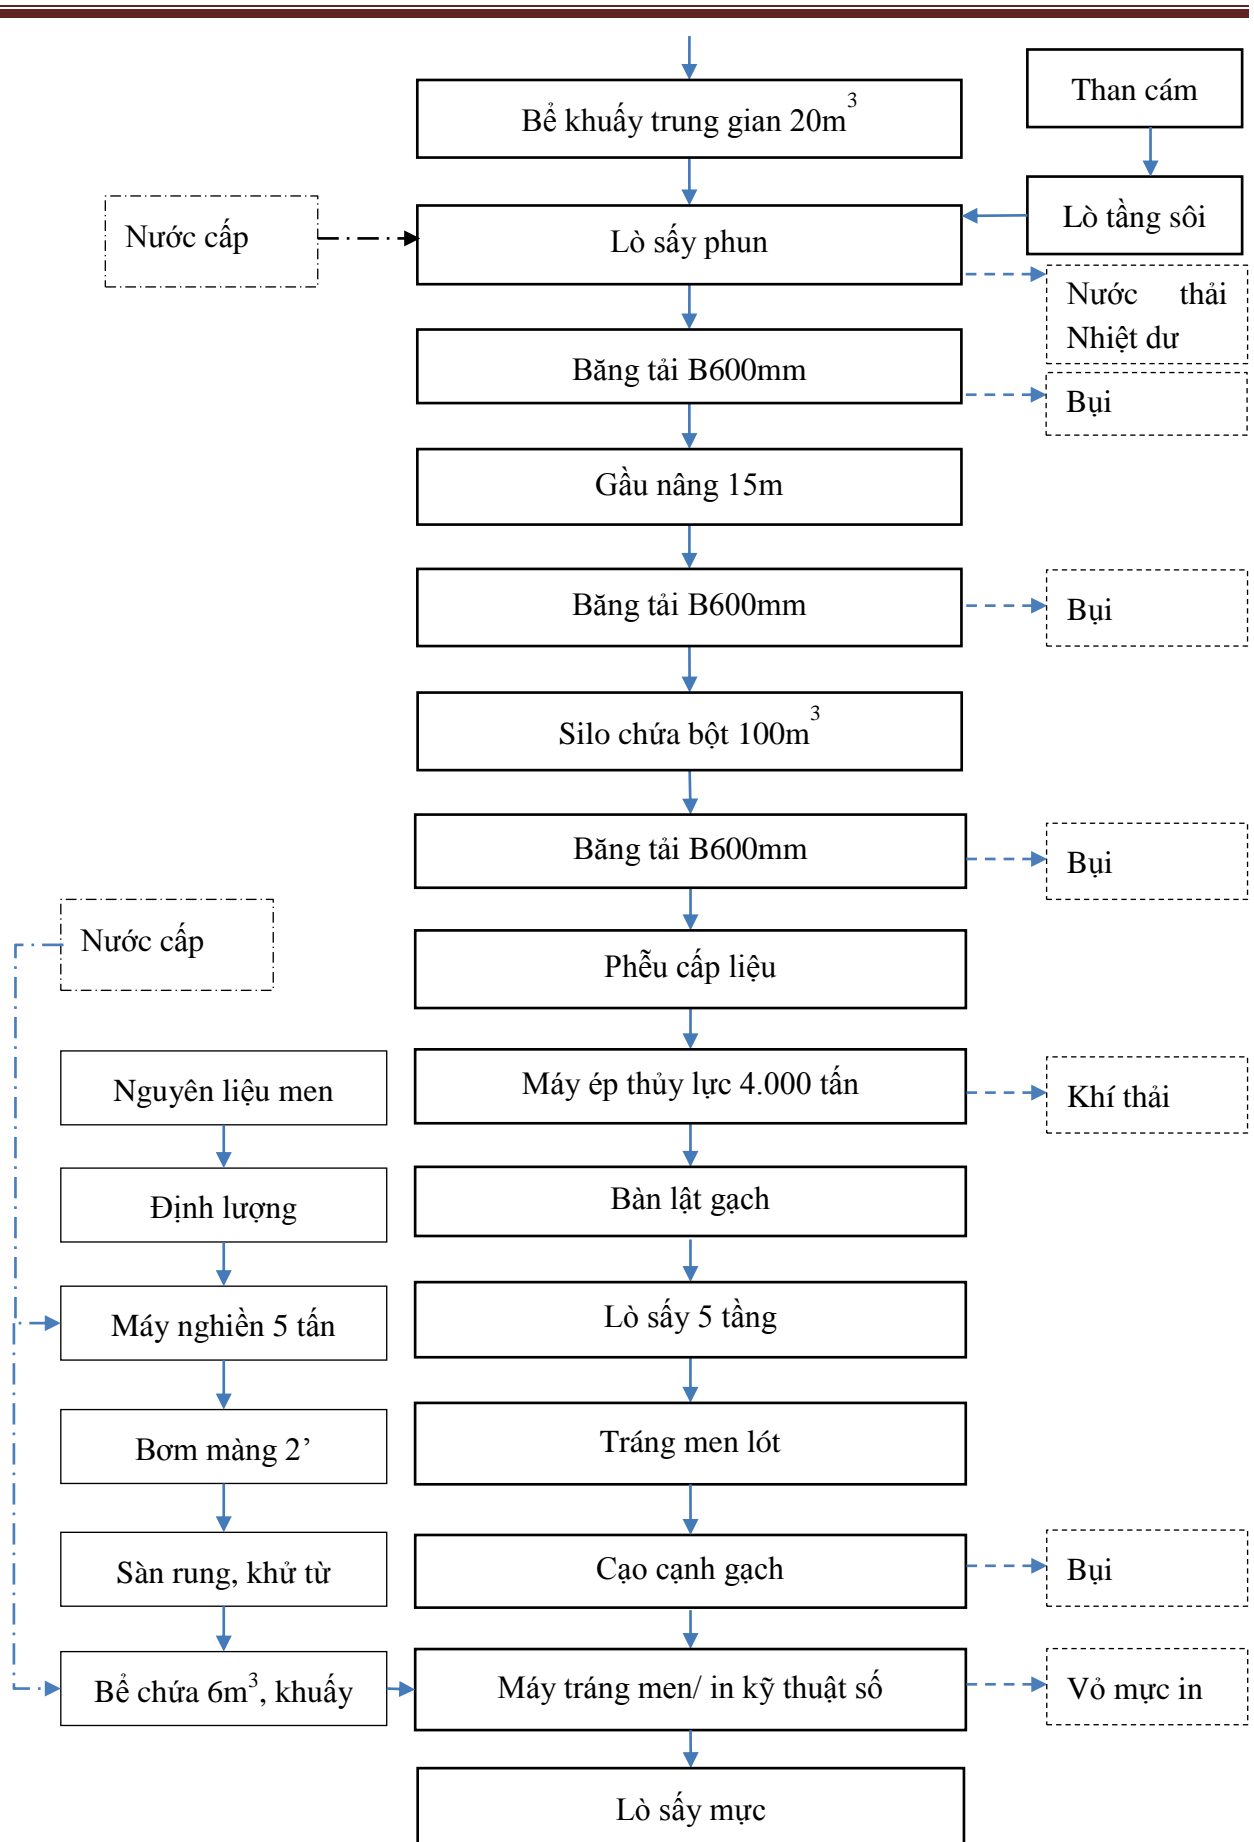 Bể khuấy trung gian 20m³
Than cám
Nước cấp
Lò sấy phun
Lò tầng sôi
Nước thải
Nhiệt dư
Băng tải B600mm
Bụi
Gầu nâng 15m
Băng tải B600mm
Bụi
Silo chứa bột 100m³
Băng tải B600mm
Bụi
Nước cấp
Phễu cấp liệu
Nguyên liệu men
Máy ép thủy lực 4.000 tấn
Khí thải
Định lượng
Bàn lật gạch
Máy nghiền 5 tấn
Lò sấy 5 tầng
Bơm màng 2’
Tráng men lót
Sàn rung, khử từ
Cạo cạnh gạch
Bụi
Bể chứa 6m³, khuấy
Máy tráng men/ in kỹ thuật số
Vỏ mực in
Lò sấy mực